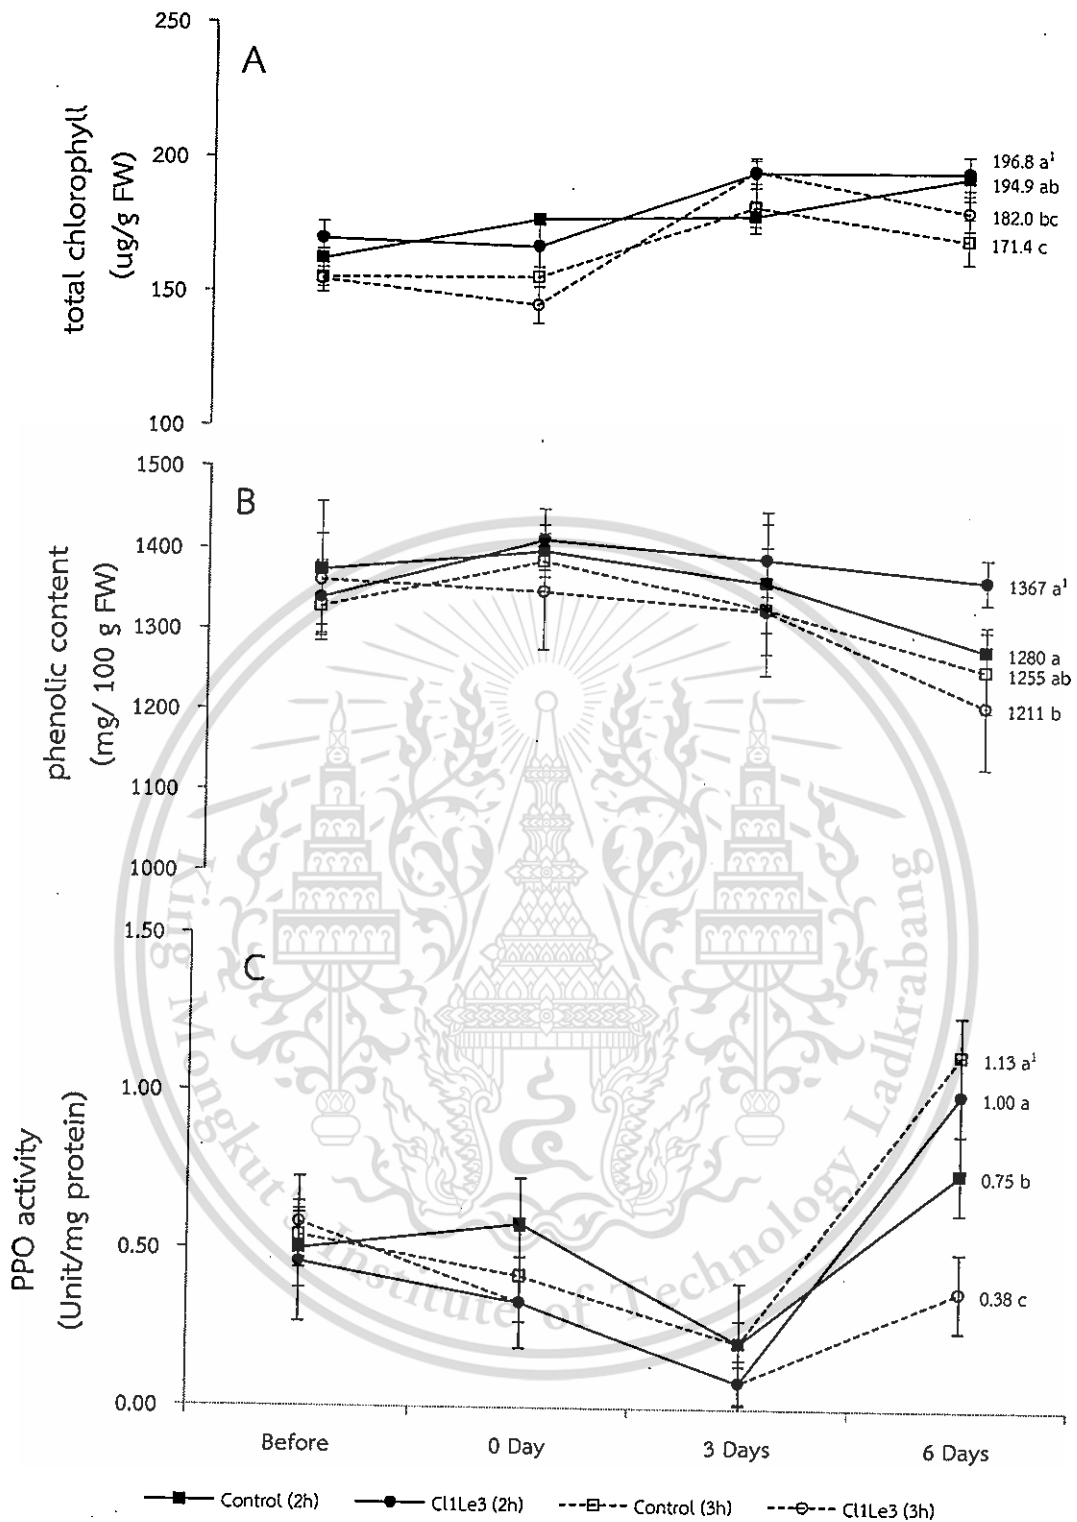 250
A
200
total chlorophyll
(ug/g FW)
196.8 a¹
194.9 ab
182.0 bc
171.4 c
150
100
1500
B
1400
phenolic content
(mg/ 100 g FW)
1300
1367 a¹
1280 a
1255 ab
1211 b
1200
1100
1000
1.50
C
1.00
PPO activity
(Unit/mg protein)
1.13 a¹
1.00 a
0.75 b
0.50
0.38 c
0.00
Before 0 Day 3 Days 6 Days
Control (2h) Cl1Le3 (2h) Control (3h) Cl1Le3 (3h)
King Mongkut's Institute of Technology Ladkrabang